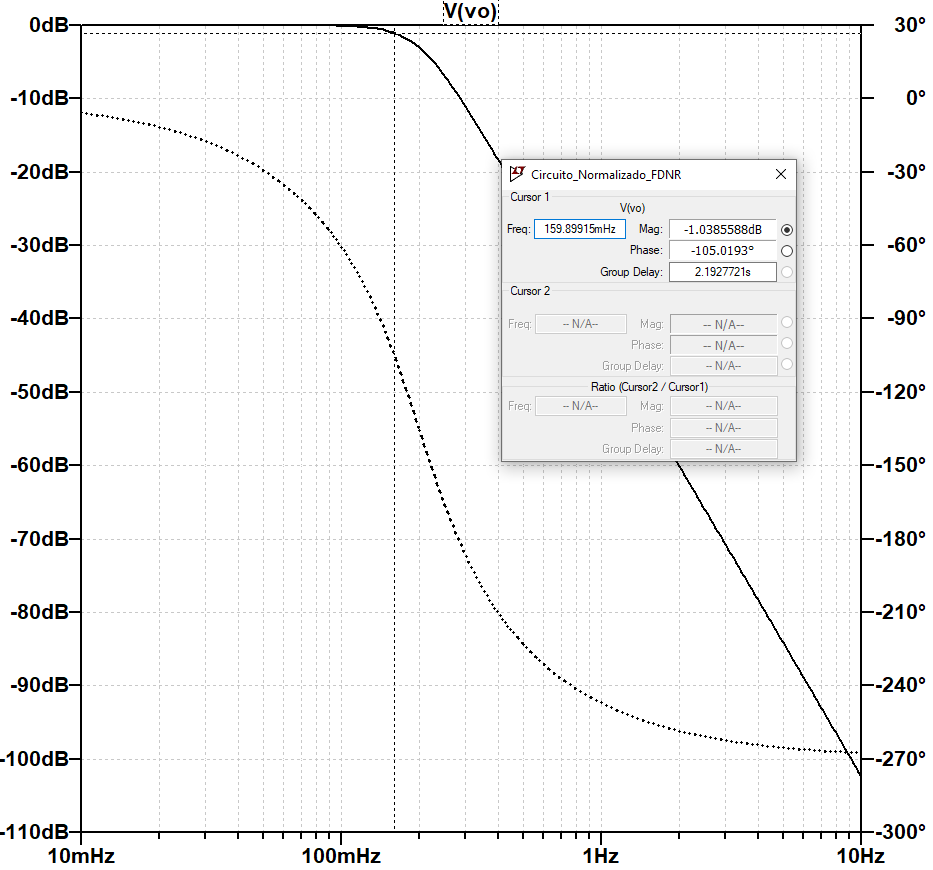 V(vo)
0dB
-10dB
-20dB
-30dB
-40dB
-50dB
-60dB
-70dB
-80dB
-90dB
-100dB
-110dB
30°
0°
-30°
-60°
-90°
-120°
-150°
-180°
-210°
-240°
-270°
-300°
10mHz 100mHz 1Hz 10Hz
Circuito_Normalizado_FDNR
Cursor 1
V(vo)
Freq: 159.89915mHz Mag: -1.0385588dB
Phase: -105.0193°
Group Delay: 2.1927721s
Cursor 2
Freq: -- N/A-- Mag: -- N/A--
Phase: -- N/A--
Group Delay: -- N/A--
Ratio (Cursor2 / Cursor1)
Freq: -- N/A-- Mag: -- N/A--
Phase: -- N/A--
Group Delay: -- N/A--